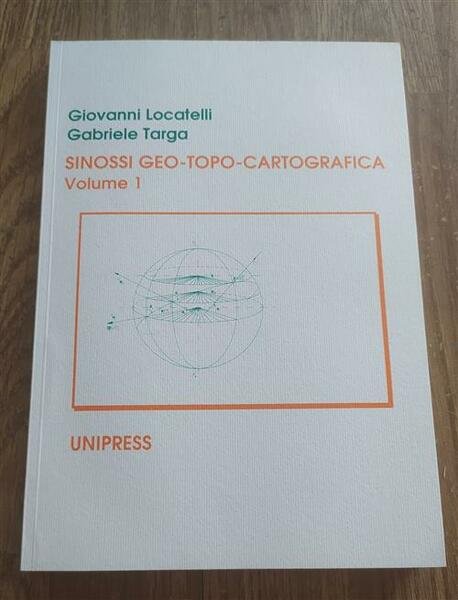 Giovanni Locatelli
Gabriele Targa
SINOSSI GEO-TOPO-CARTOGRAFICA
Volume 1
UNIPRESS